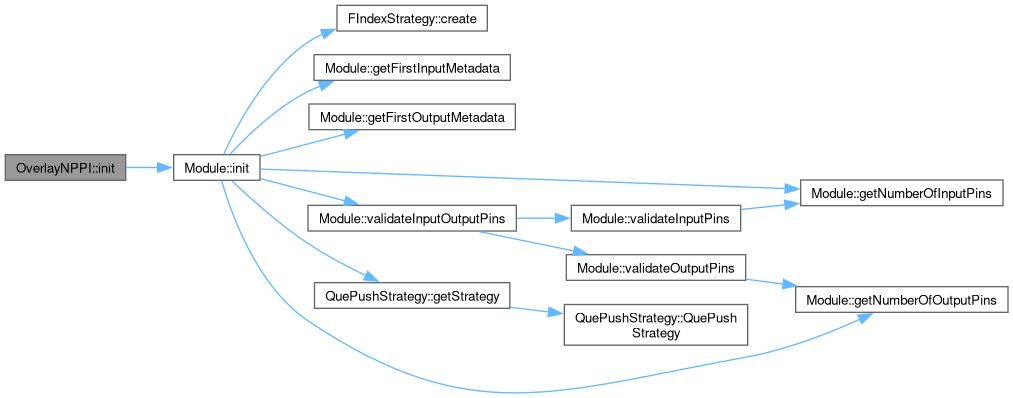 FIndexStrategy::create
Module::getFirstInputMetadata
Module::getFirstOutputMetadata
OverlayNPPI::init
Module::init
Module::getNumberOfInputPins
Module::validateInputOutputPins
Module::validateInputPins
Module::validateOutputPins
QuePushStrategy::getStrategy
Module::getNumberOfOutputPins
QuePushStrategy::QuePush
Strategy